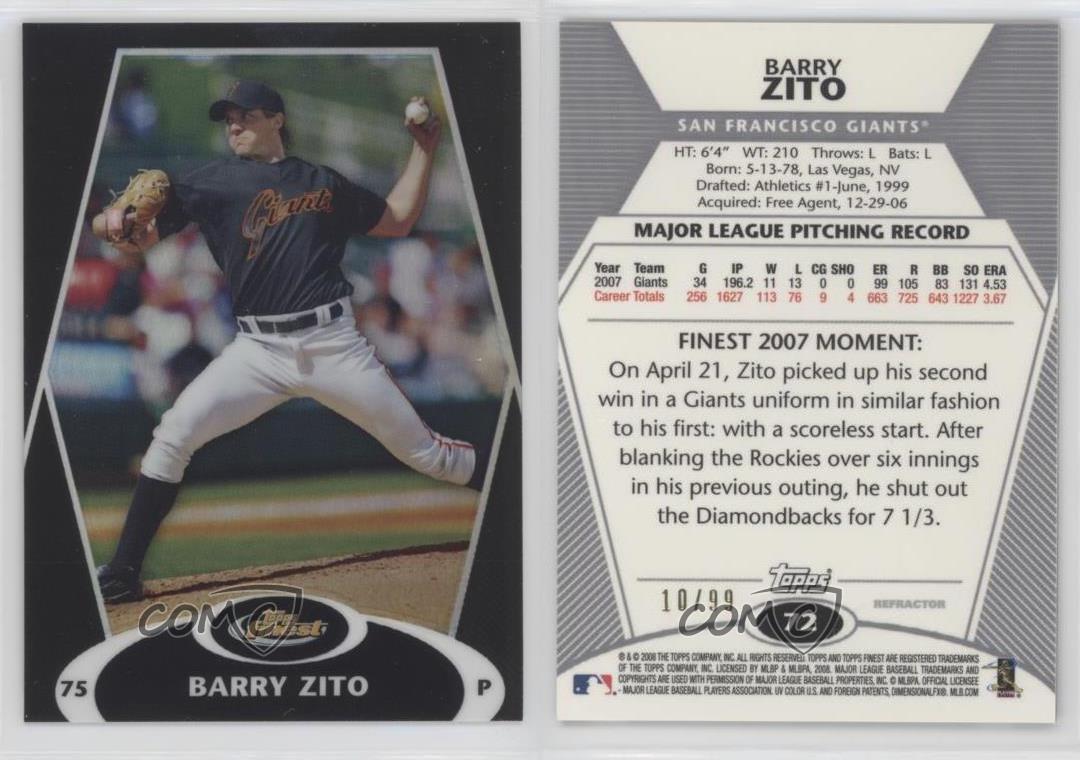 Giants
COMC
Topps
Finest
75
BARRY ZITO
P
BARRY
ZITO
SAN FRANCISCO GIANTS®
HT: 6'4" WT: 210 Throws: L Bats: L
Born: 5-13-78, Las Vegas, NV
Drafted: Athletics #1-June, 1999
Acquired: Free Agent, 12-29-06
MAJOR LEAGUE PITCHING RECORD
Year Team G IP W L CG SHO ER R BB SO ERA
2007 Giants 34 196.2 11 13 0 0 99 105 83 131 4.53
Career Totals 256 1627 113 76 9 4 663 725 643 1227 3.67
FINEST 2007 MOMENT:
On April 21, Zito picked up his second
win in a Giants uniform in similar fashion
to his first: with a scoreless start. After
blanking the Rockies over six innings
in his previous outing, he shut out
the Diamondbacks for 7 1/3.
Topps
10/99
COMC
72
REFRACTOR
® & © 2008 THE TOPPS COMPANY, INC. ALL RIGHTS RESERVED. TOPPS AND TOPPS FINEST ARE REGISTERED TRADEMARKS
OF THE TOPPS COMPANY, INC. LICENSED BY MLBP & MLBPA, 2008. MAJOR LEAGUE BASEBALL TRADEMARKS AND
COPYRIGHTS ARE USED WITH PERMISSION OF MAJOR LEAGUE BASEBALL PROPERTIES, INC. © MLBPA. OFFICIAL LICENSEE
- MAJOR LEAGUE BASEBALL PLAYERS ASSOCIATION. UV COLOR U.S. AND FOREIGN PATENTS, DIMENSIONALFX®. MLB.COM